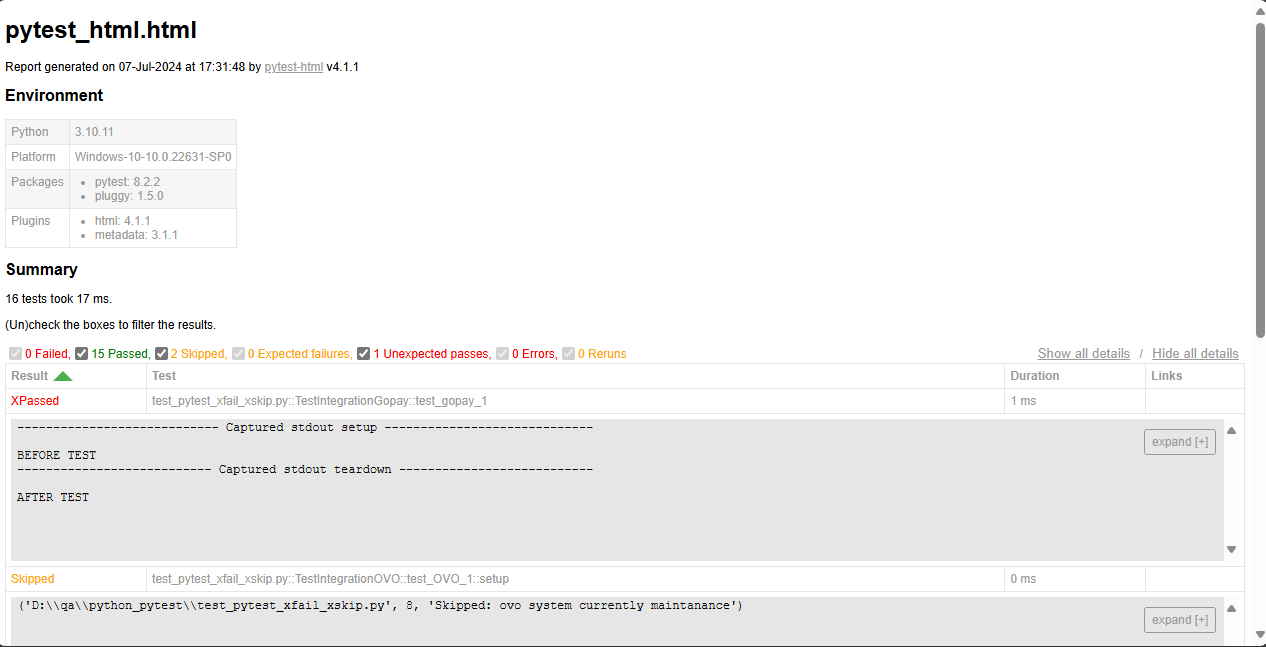 pytest_html.html
Report generated on 07-Jul-2024 at 17:31:48 by pytest-html v4.1.1
Environment
Python 3.10.11
Platform Windows-10-10.0.22631-SP0
Packages
pytest: 8.2.2
pluggy: 1.5.0
Plugins
html: 4.1.1
metadata: 3.1.1
Summary
16 tests took 17 ms.
(Un)check the boxes to filter the results.
0 Failed, 15 Passed, 2 Skipped, 0 Expected failures, 1 Unexpected passes, 0 Errors, 0 Reruns Show all details / Hide all details
Result Test Duration Links
XPassed test_pytest_xfail_xskip.py::TestIntegrationGopay::test_gopay_1 1 ms
---------------------------- Captured stdout setup -----------------------------
expand [+]
BEFORE TEST
--------------------------- Captured stdout teardown ---------------------------
AFTER TEST
Skipped test_pytest_xfail_xskip.py::TestIntegrationOVO::test_OVO_1::setup 0 ms
('D:\\qa\\python_pytest\\test_pytest_xfail_xskip.py', 8, 'Skipped: ovo system currently maintanance')
expand [+]